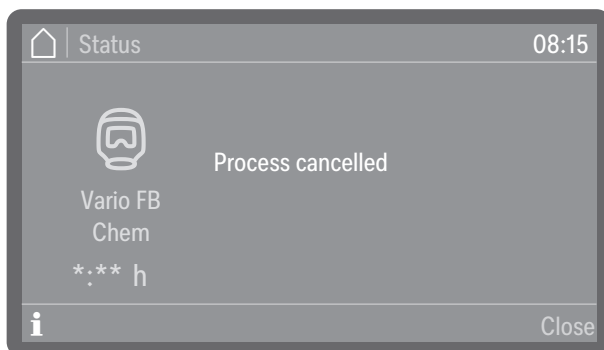 Status 08:15
Process cancelled
Vario FB
Chem
*:** h
i Close